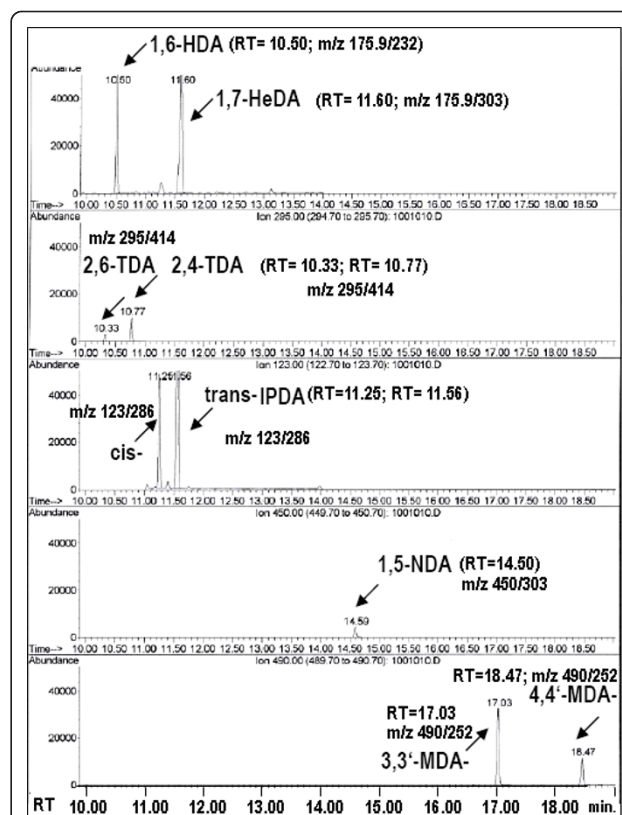 1,6-HDA (RT= 10.50; m/z 175.9/232)
Abundance
10.50 11.60
1,7-HeDA (RT= 11.60; m/z 175.9/303)
40000
20000
0
10.00 10.50 11.00 11.50 12.00 12.50 13.00 13.50 14.00 14.50 15.00 15.50 16.00 16.50 17.00 17.50 18.00 18.50
Time-->
Abundance Ion 295.00 (294.70 to 295.70): 1001010.D
m/z 295/414
40000
2,6-TDA 2,4-TDA (RT= 10.33; RT= 10.77)
m/z 295/414
20000
10.77
10.33
0
Time--> 10.00 10.50 11.00 11.50 12.00 12.50 13.00 13.50 14.00 14.50 15.00 15.50 16.00 16.50 17.00 17.50 18.00 18.50
Abundance Ion 123.00 (122.70 to 123.70): 1001010.D
11.25 11.56
trans-IPDA (RT=11.25; RT= 11.56)
40000
m/z 123/286
m/z 123/286
cis-
20000
0
Time--> 10.00 10.50 11.00 11.50 12.00 12.50 13.00 13.50 14.00 14.50 15.00 15.50 16.00 16.50 17.00 17.50 18.00 18.50
Abundance Ion 450.00 (449.70 to 450.70): 1001010.D
40000
1,5-NDA (RT=14.50)
m/z 450/303
20000
14.59
0
Time--> 10.00 10.50 11.00 11.50 12.00 12.50 13.00 13.50 14.00 14.50 15.00 15.50 16.00 16.50 17.00 17.50 18.00 18.50
Abundance Ion 490.00 (489.70 to 490.70): 1001010.D
RT=18.47; m/z 490/252
4,4'-MDA-
RT=17.03 17.03
m/z 490/252
40000
3,3'-MDA-
18.47
20000
0
RT 10.00 11.00 12.00 13.00 14.00 15.00 16.00 17.00 18.00 min.